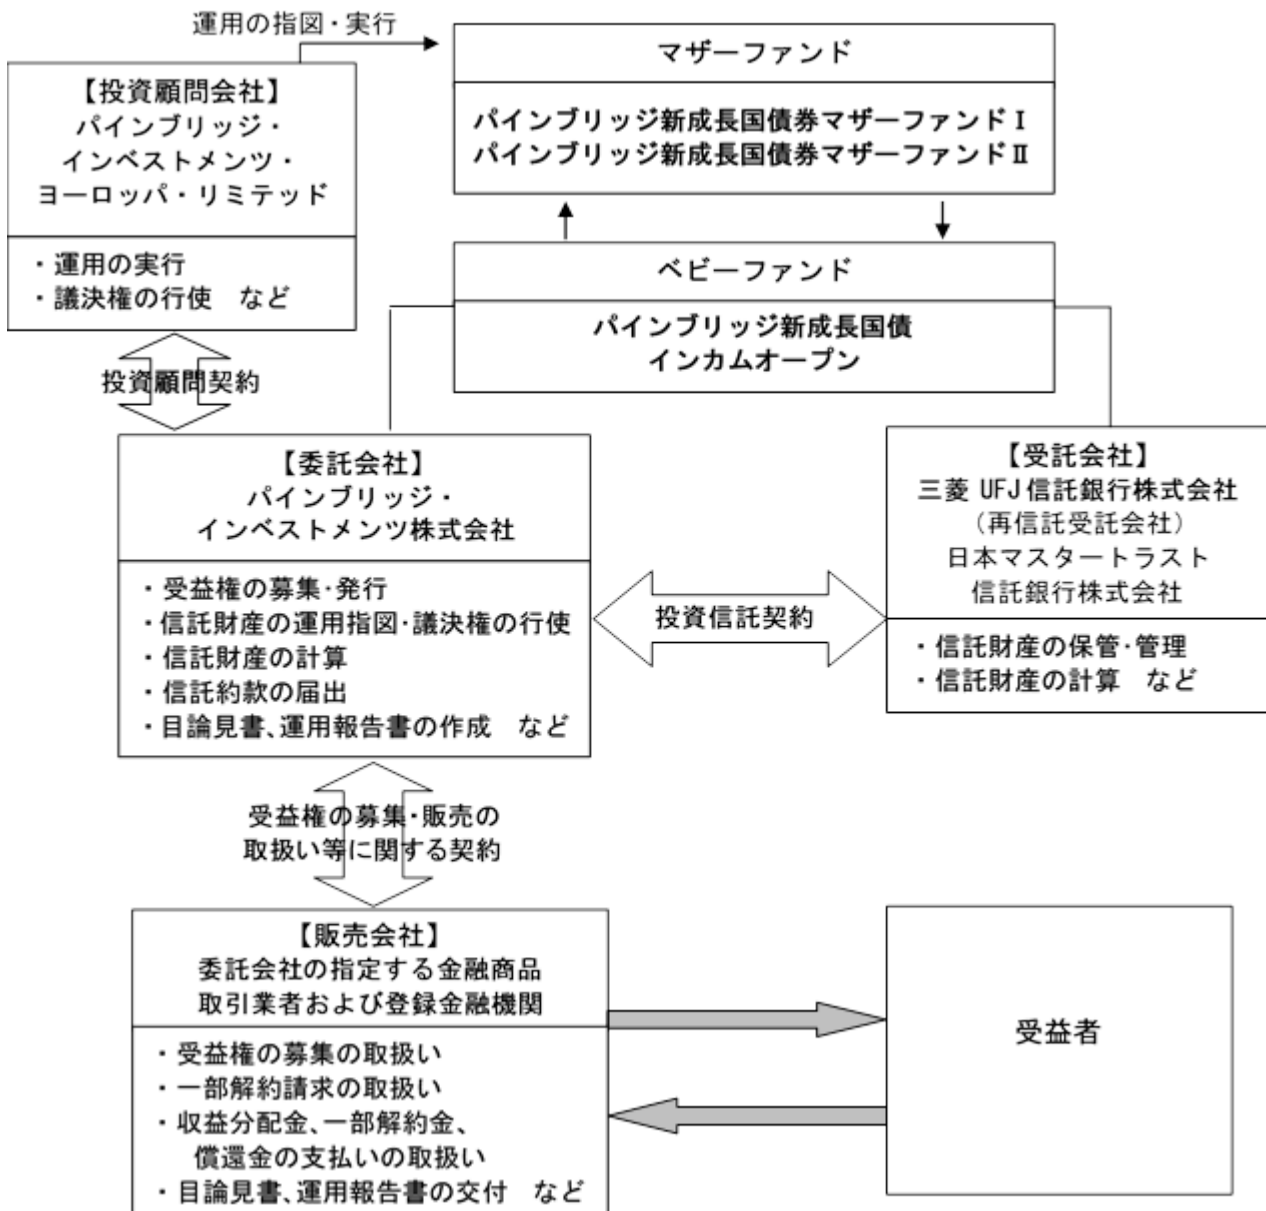 運用の指図・実行
【投資顧問会社】
パインブリッジ・
インベストメンツ・
ヨーロッパ・リミテッド
・運用の実行
・議決権の行使　など
マザーファンド
パインブリッジ新成長国債券マザーファンドⅠ
パインブリッジ新成長国債券マザーファンドⅡ
ベビーファンド
パインブリッジ新成長国債
インカムオープン
投資顧問契約
【委託会社】
パインブリッジ・
インベストメンツ株式会社
・受益権の募集・発行
・信託財産の運用指図・議決権の行使
・信託財産の計算
・信託約款の届出
・目論見書、運用報告書の作成　など
投資信託契約
【受託会社】
三菱 UFJ 信託銀行株式会社
（再信託受託会社）
日本マスタートラスト
信託銀行株式会社
・信託財産の保管・管理
・信託財産の計算　など
受益権の募集・販売の
取扱い等に関する契約
【販売会社】
委託会社の指定する金融商品
取引業者および登録金融機関
・受益権の募集の取扱い
・一部解約請求の取扱い
・収益分配金、一部解約金、
償還金の支払いの取扱い
・目論見書、運用報告書の交付　など
受益者